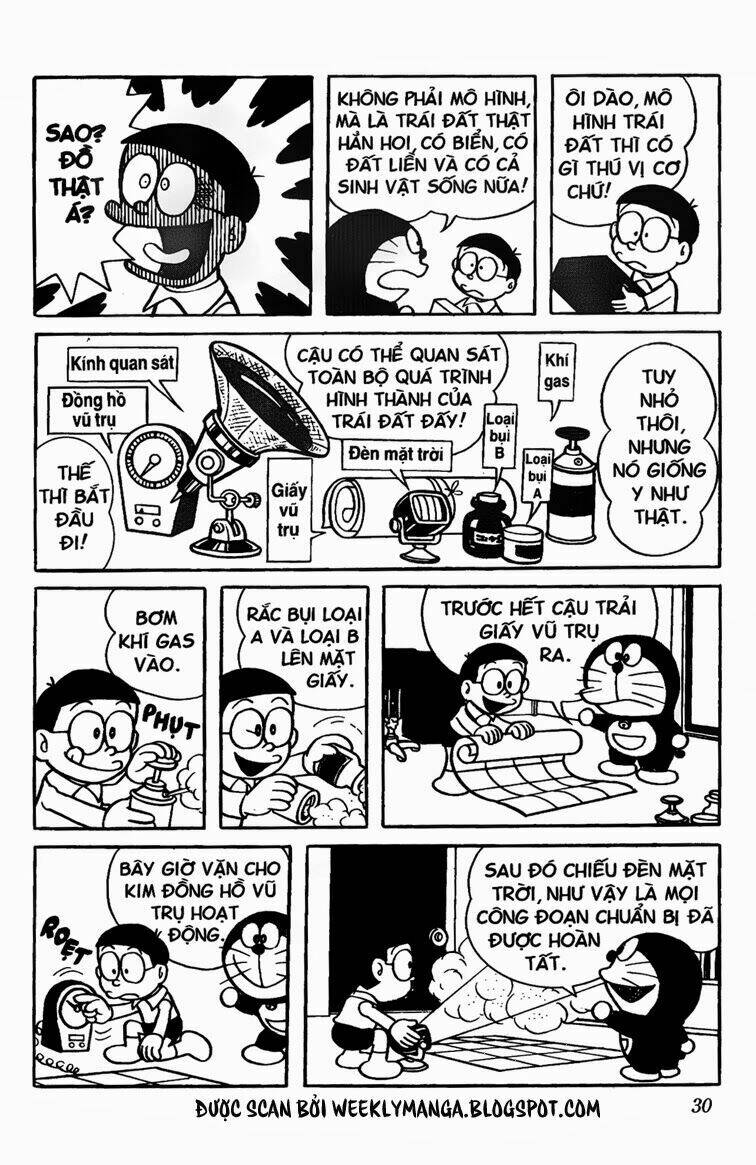 ÔI DÀO, MÔ
HÌNH TRÁI
ĐẤT THÌ CÓ
GÌ THÚ VỊ CƠ
CHỨ!
KHÔNG PHẢI MÔ HÌNH,
MÀ LÀ TRÁI ĐẤT THẬT
HẲN HOI, CÓ BIỂN, CÓ
ĐẤT LIỀN VÀ CÓ CẢ
SINH VẬT SỐNG NỮA!
SAO?
ĐỒ
THẬT
Á?
TUY
NHỎ
THÔI,
NHƯNG
NÓ GIỐNG
Y NHƯ
THẬT.
Khí
gas
Loại
bụi
A
Loại
bụi
B
CẬU CÓ THỂ QUAN SÁT
TOÀN BỘ QUÁ TRÌNH
HÌNH THÀNH CỦA
TRÁI ĐẤT ĐẤY!
Đèn mặt trời
Giấy
vũ
trụ
Kính quan sát
Đồng hồ
vũ trụ
THẾ
THÌ BẮT
ĐẦU
ĐI!
TRƯỚC HẾT CẬU TRẢI
GIẤY VŨ TRỤ
RA.
RẮC BỤI LOẠI
A VÀ LOẠI B
LÊN MẶT
GIẤY.
BƠM
KHÍ GAS
VÀO.
PHỤT
SAU ĐÓ CHIẾU ĐÈN MẶT
TRỜI, NHƯ VẬY LÀ MỌI
CÔNG ĐOẠN CHUẨN BỊ ĐÃ
ĐƯỢC HOÀN
TẤT.
BÂY GIỜ VẶN CHO
KIM ĐỒNG HỒ VŨ
TRỤ HOẠT
ĐỘNG.
ROẸT
ĐƯỢC SCAN BỞI WEEKLYMANGA.BLOGSPOT.COM
30